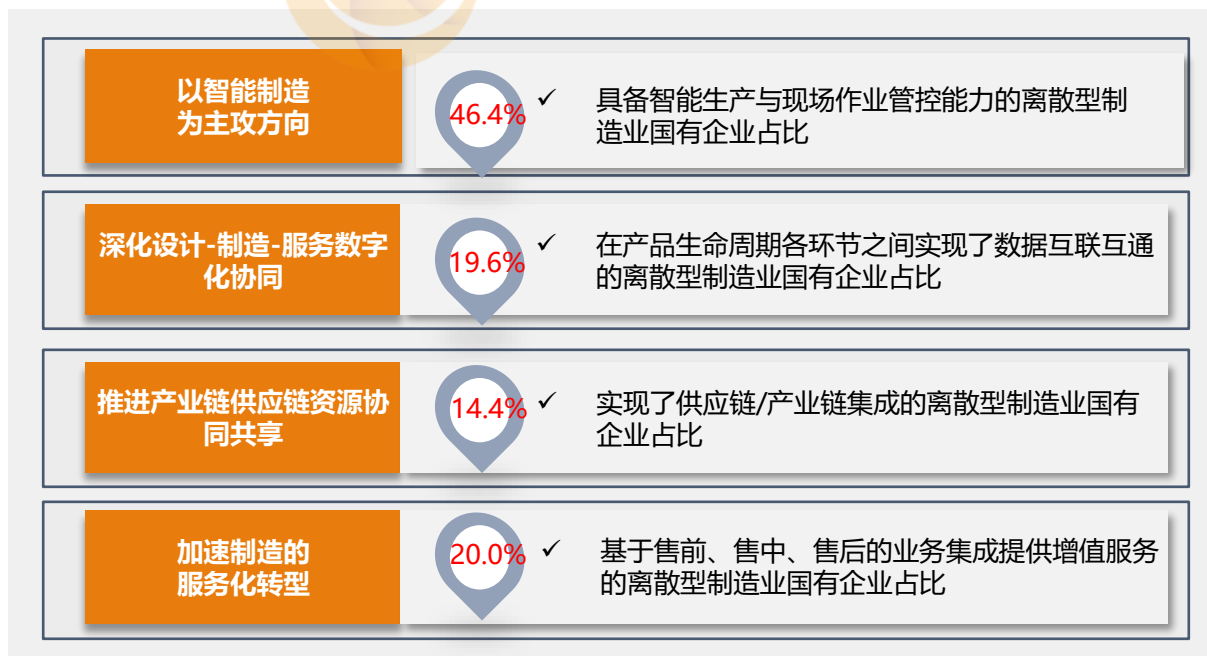 以智能制造
为主攻方向
46.4%
✓ 具备智能生产与现场作业管控能力的离散型制
造业国有企业占比
深化设计-制造-服务数字
化协同
19.6%
✓ 在产品生命周期各环节之间实现了数据互联互通
的离散型制造业国有企业占比
推进产业链供应链资源协
同共享
14.4%
✓ 实现了供应链/产业链集成的离散型制造业国有
企业占比
加速制造的
服务化转型
20.0%
✓ 基于售前、售中、售后的业务集成提供增值服务
的离散型制造业国有企业占比